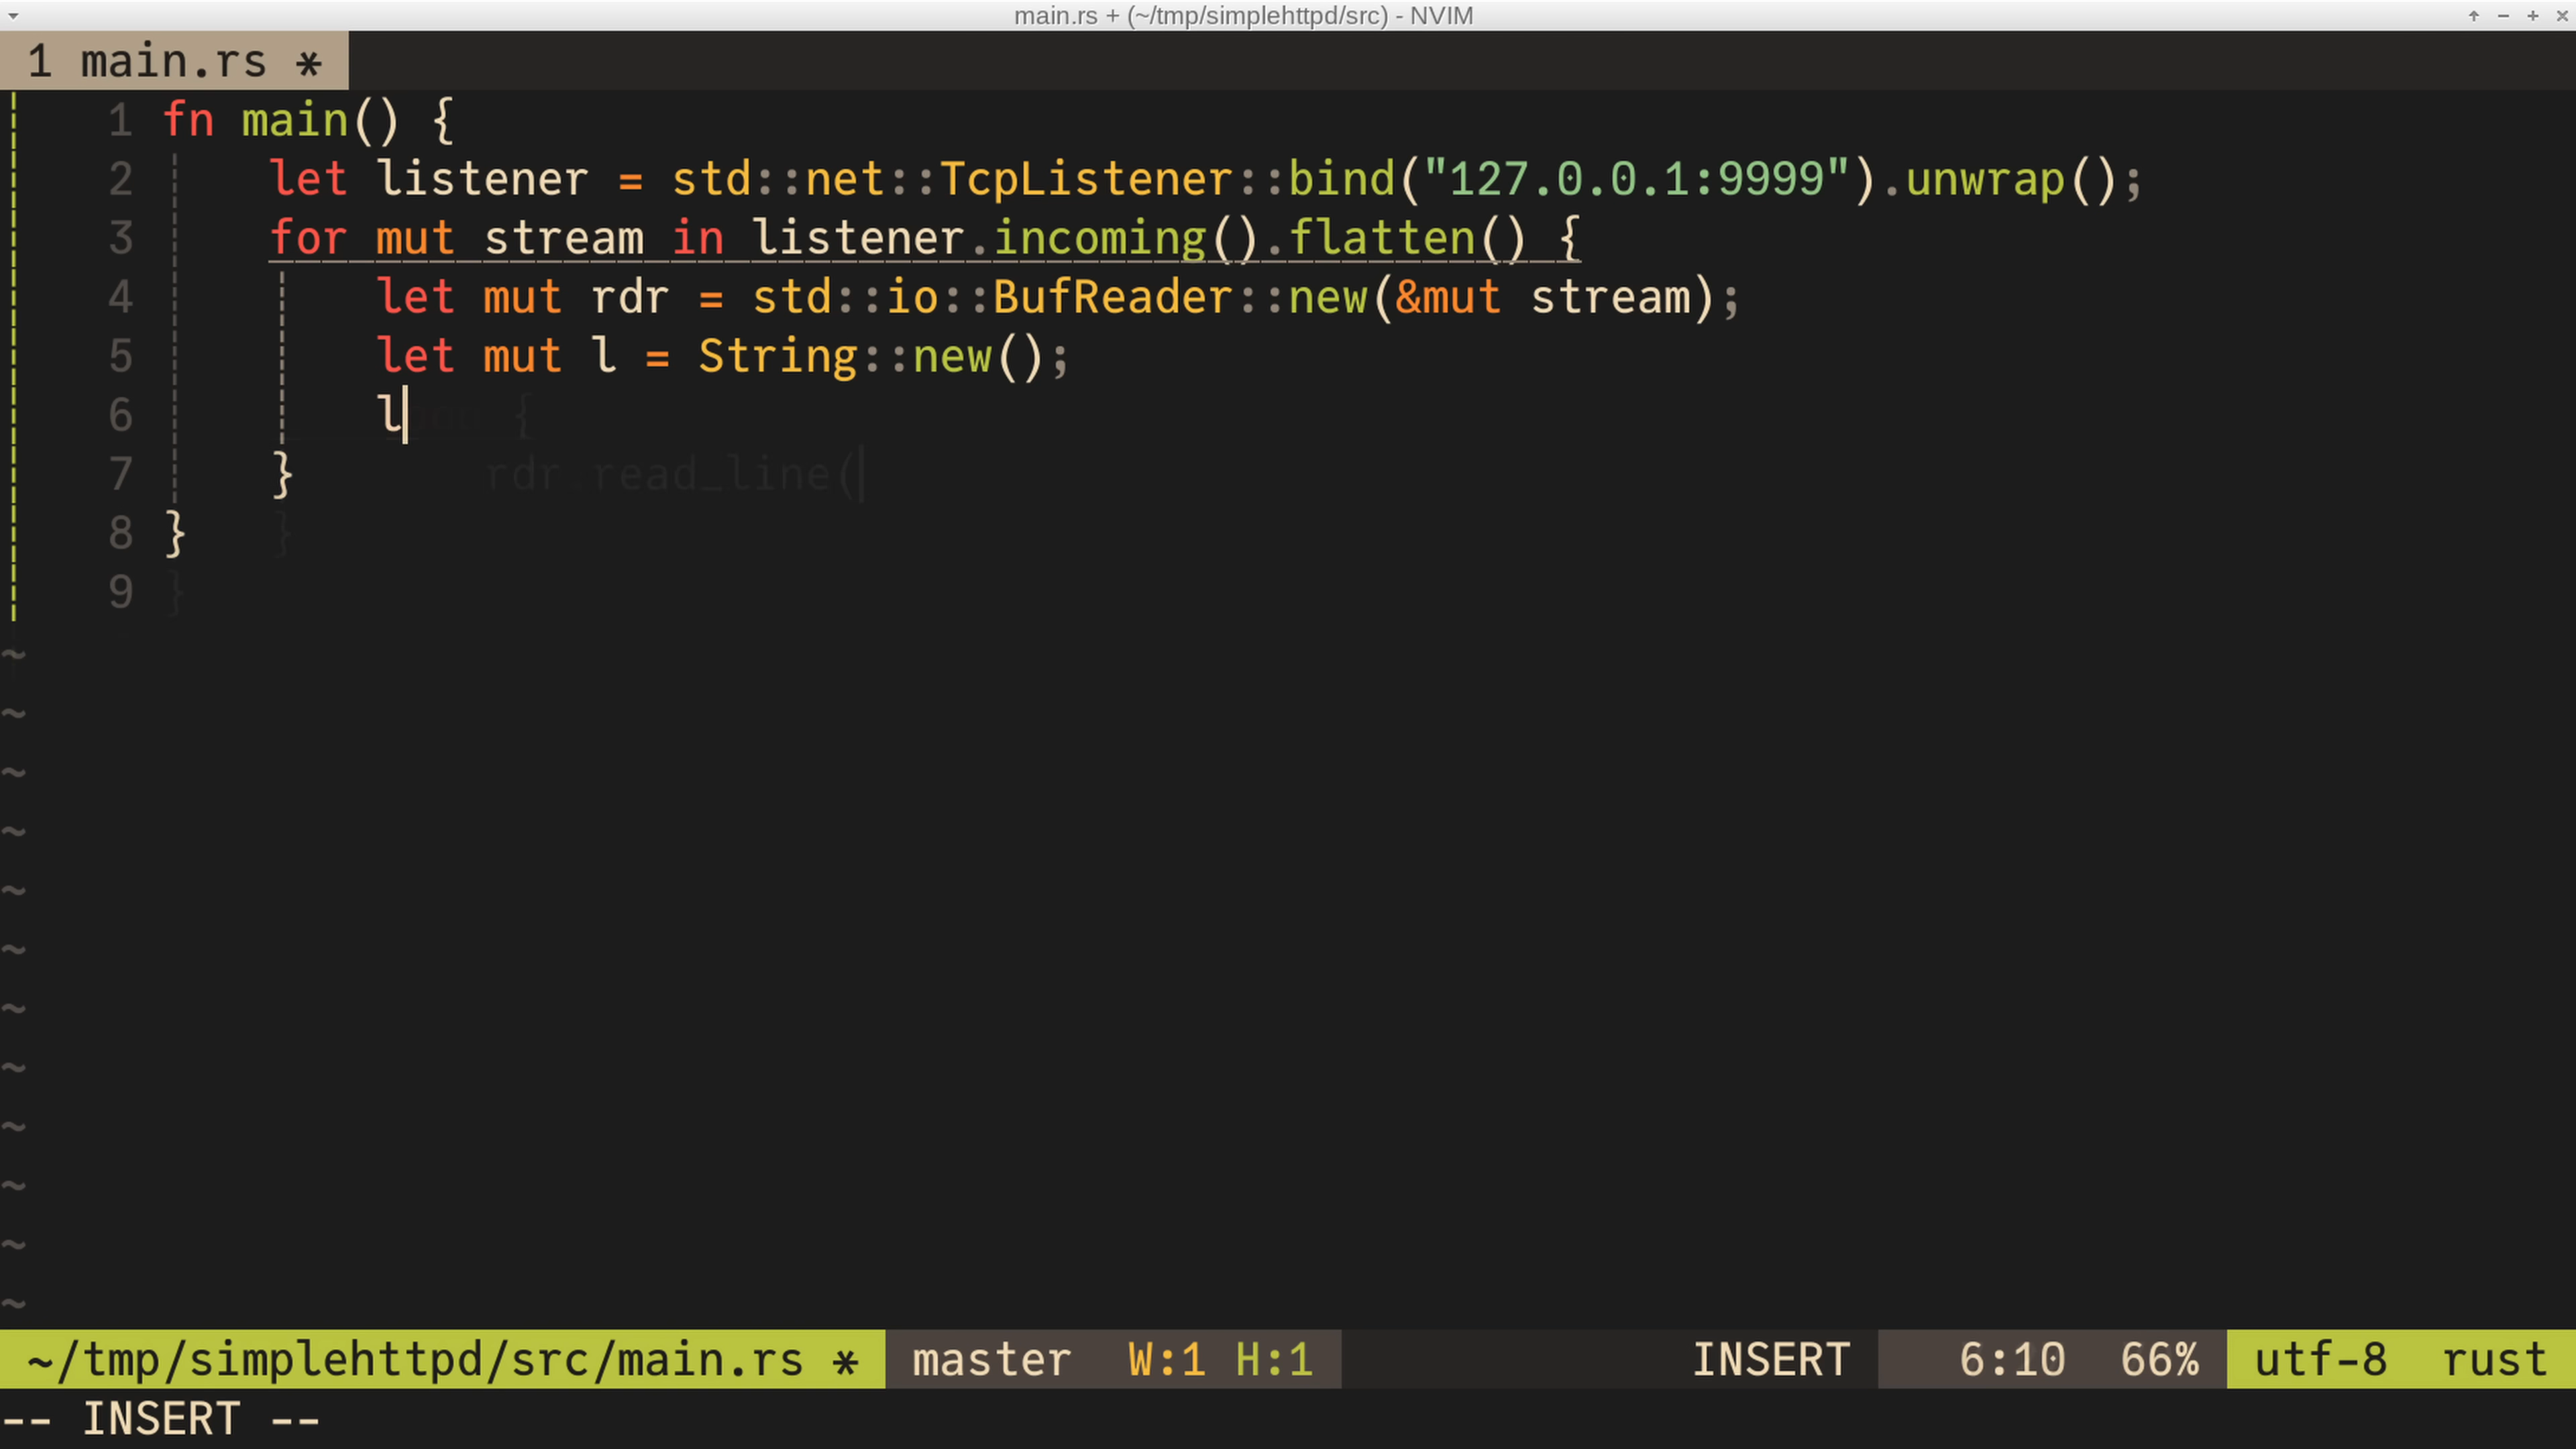 main.rs + (~/tmp/simplehttpd/src) - NVIM
1 main.rs *
1 fn main() {
2 let listener = std::net::TcpListener::bind("127.0.0.1:9999").unwrap();
3 for mut stream in listener.incoming().flatten() {
4 let mut rdr = std::io::BufReader::new(&mut stream);
5 let mut l = String::new();
6 l {
7 } rdr.read_line(
8 } }
9 }
~
~
~
~
~
~
~
~
~
~
~
~
~/tmp/simplehttpd/src/main.rs * master W:1 H:1 INSERT 6:10 66% utf-8 rust
-- INSERT --